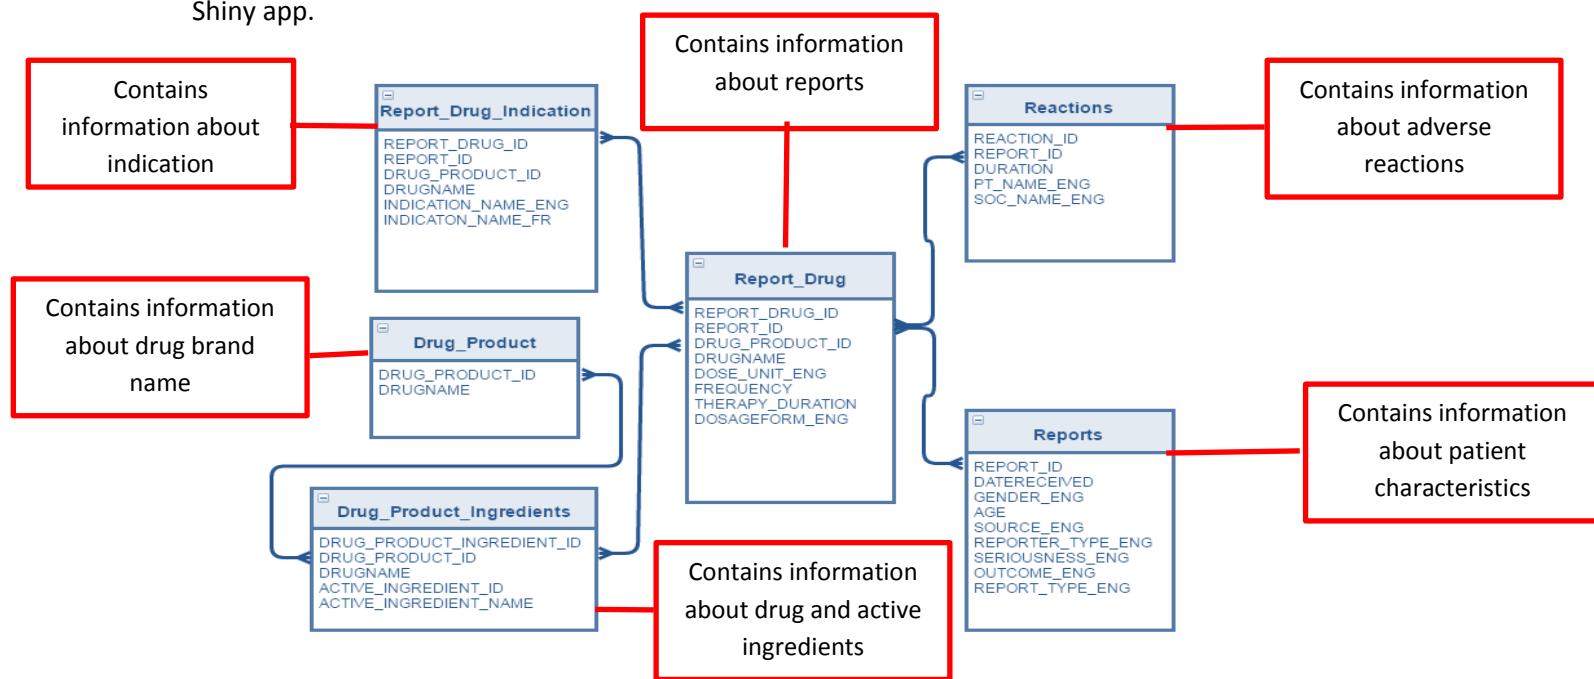 Shiny app.
Contains
information about
indication
Report_Drug_Indication
REPORT_DRUG_ID
REPORT_ID
DRUG_PRODUCT_ID
DRUGNAME
INDICATION_NAME_ENG
INDICATON_NAME_FR
Contains information
about reports
Reactions
REACTION_ID
REPORT_ID
DURATION
PT_NAME_ENG
SOC_NAME_ENG
Contains information
about adverse
reactions
Contains information
about drug brand
name
Drug_Product
DRUG_PRODUCT_ID
DRUGNAME
Report_Drug
REPORT_DRUG_ID
REPORT_ID
DRUG_PRODUCT_ID
DRUGNAME
DOSE_UNIT_ENG
FREQUENCY
THERAPY_DURATION
DOSAGEFORM_ENG
Reports
REPORT_ID
DATERECEIVED
GENDER_ENG
AGE
SOURCE_ENG
REPORTER_TYPE_ENG
SERIOUSNESS_ENG
OUTCOME_ENG
REPORT_TYPE_ENG
Contains information
about patient
characteristics
Drug_Product_Ingredients
DRUG_PRODUCT_INGREDIENT_ID
DRUG_PRODUCT_ID
DRUGNAME
ACTIVE_INGREDIENT_ID
ACTIVE_INGREDIENT_NAME
Contains information
about drug and active
ingredients